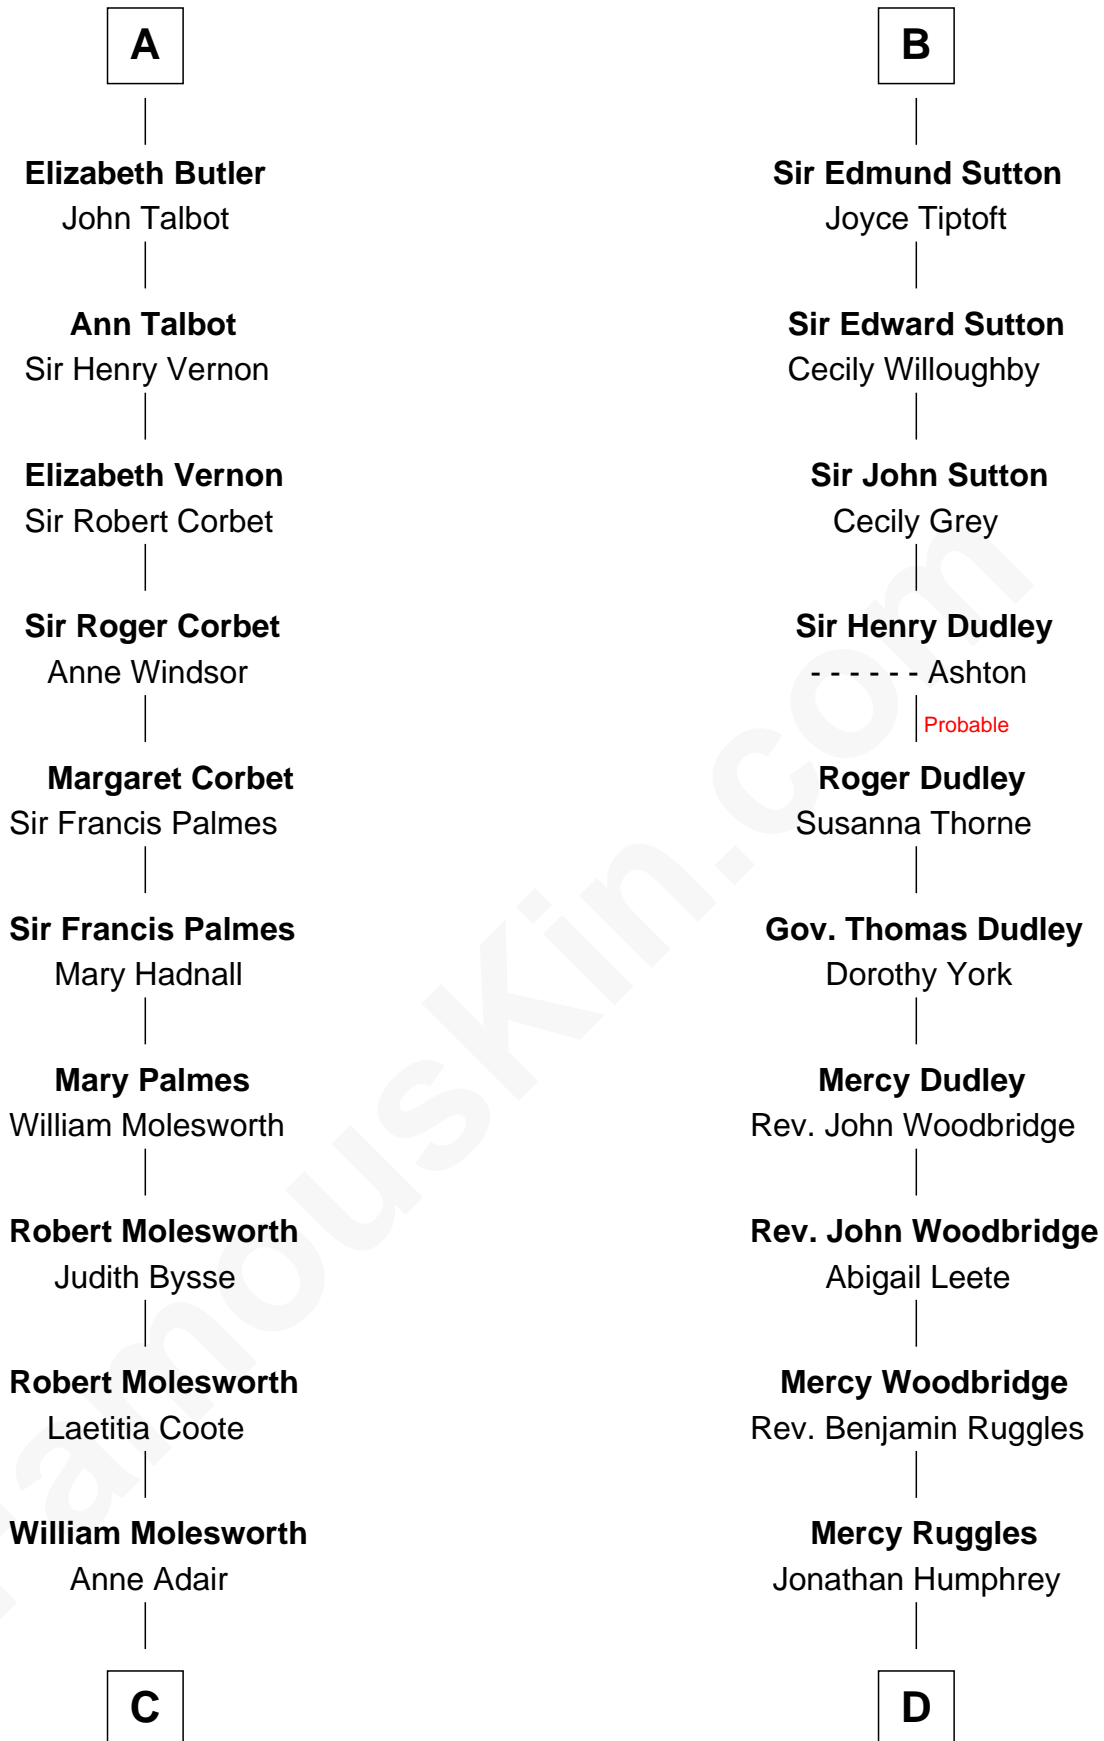 A
Elizabeth Butler
John Talbot
Ann Talbot
Sir Henry Vernon
Elizabeth Vernon
Sir Robert Corbet
Sir Roger Corbet
Anne Windsor
Margaret Corbet
Sir Francis Palmes
Sir Francis Palmes
Mary Hadnall
Mary Palmes
William Molesworth
Robert Molesworth
Judith Bysse
Robert Molesworth
Laetitia Coote
William Molesworth
Anne Adair
C
B
Sir Edmund Sutton
Joyce Tiptoft
Sir Edward Sutton
Cecily Willoughby
Sir John Sutton
Cecily Grey
Sir Henry Dudley
- - - - - - Ashton
Probable
Roger Dudley
Susanna Thorne
Gov. Thomas Dudley
Dorothy York
Mercy Dudley
Rev. John Woodbridge
Rev. John Woodbridge
Abigail Leete
Mercy Woodbridge
Rev. Benjamin Ruggles
Mercy Ruggles
Jonathan Humphrey
D
FamousKin.com